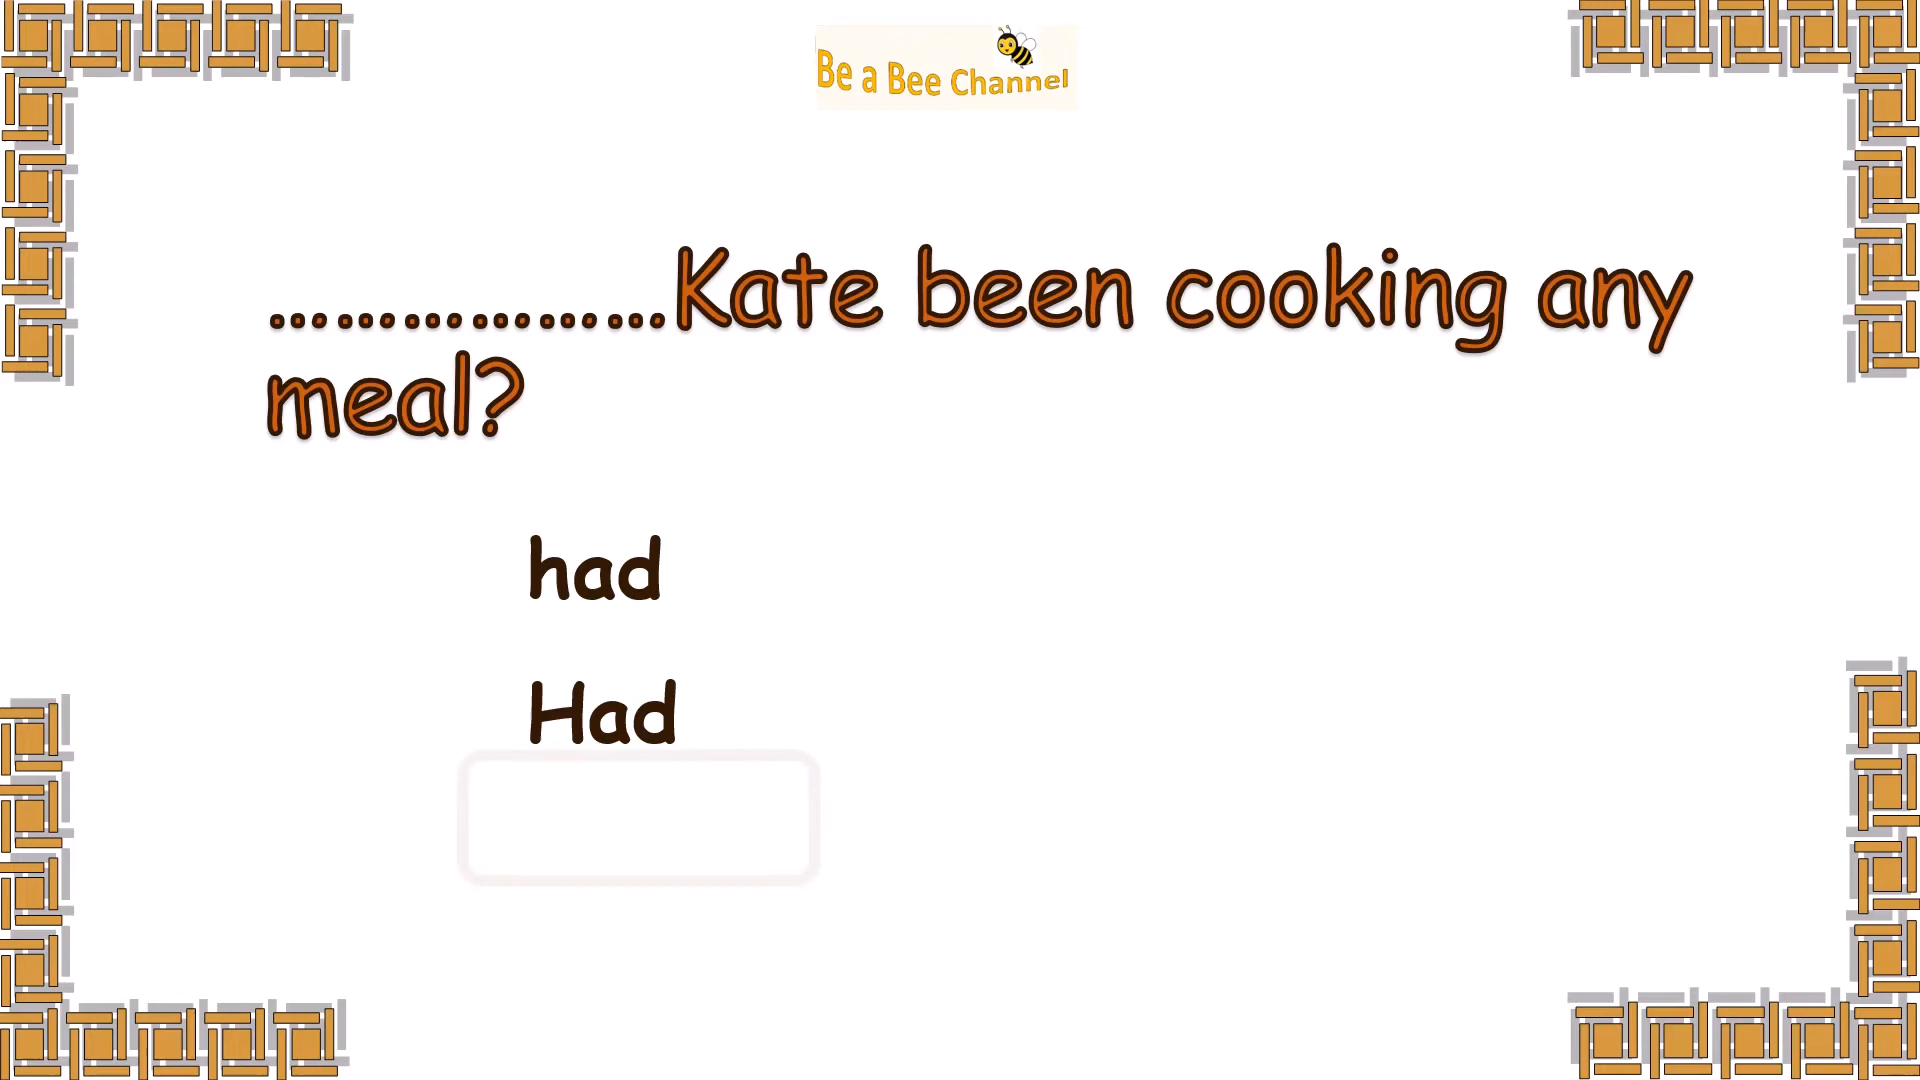 Be a Bee Channel
..................Kate been cooking any
meal?
had
Had